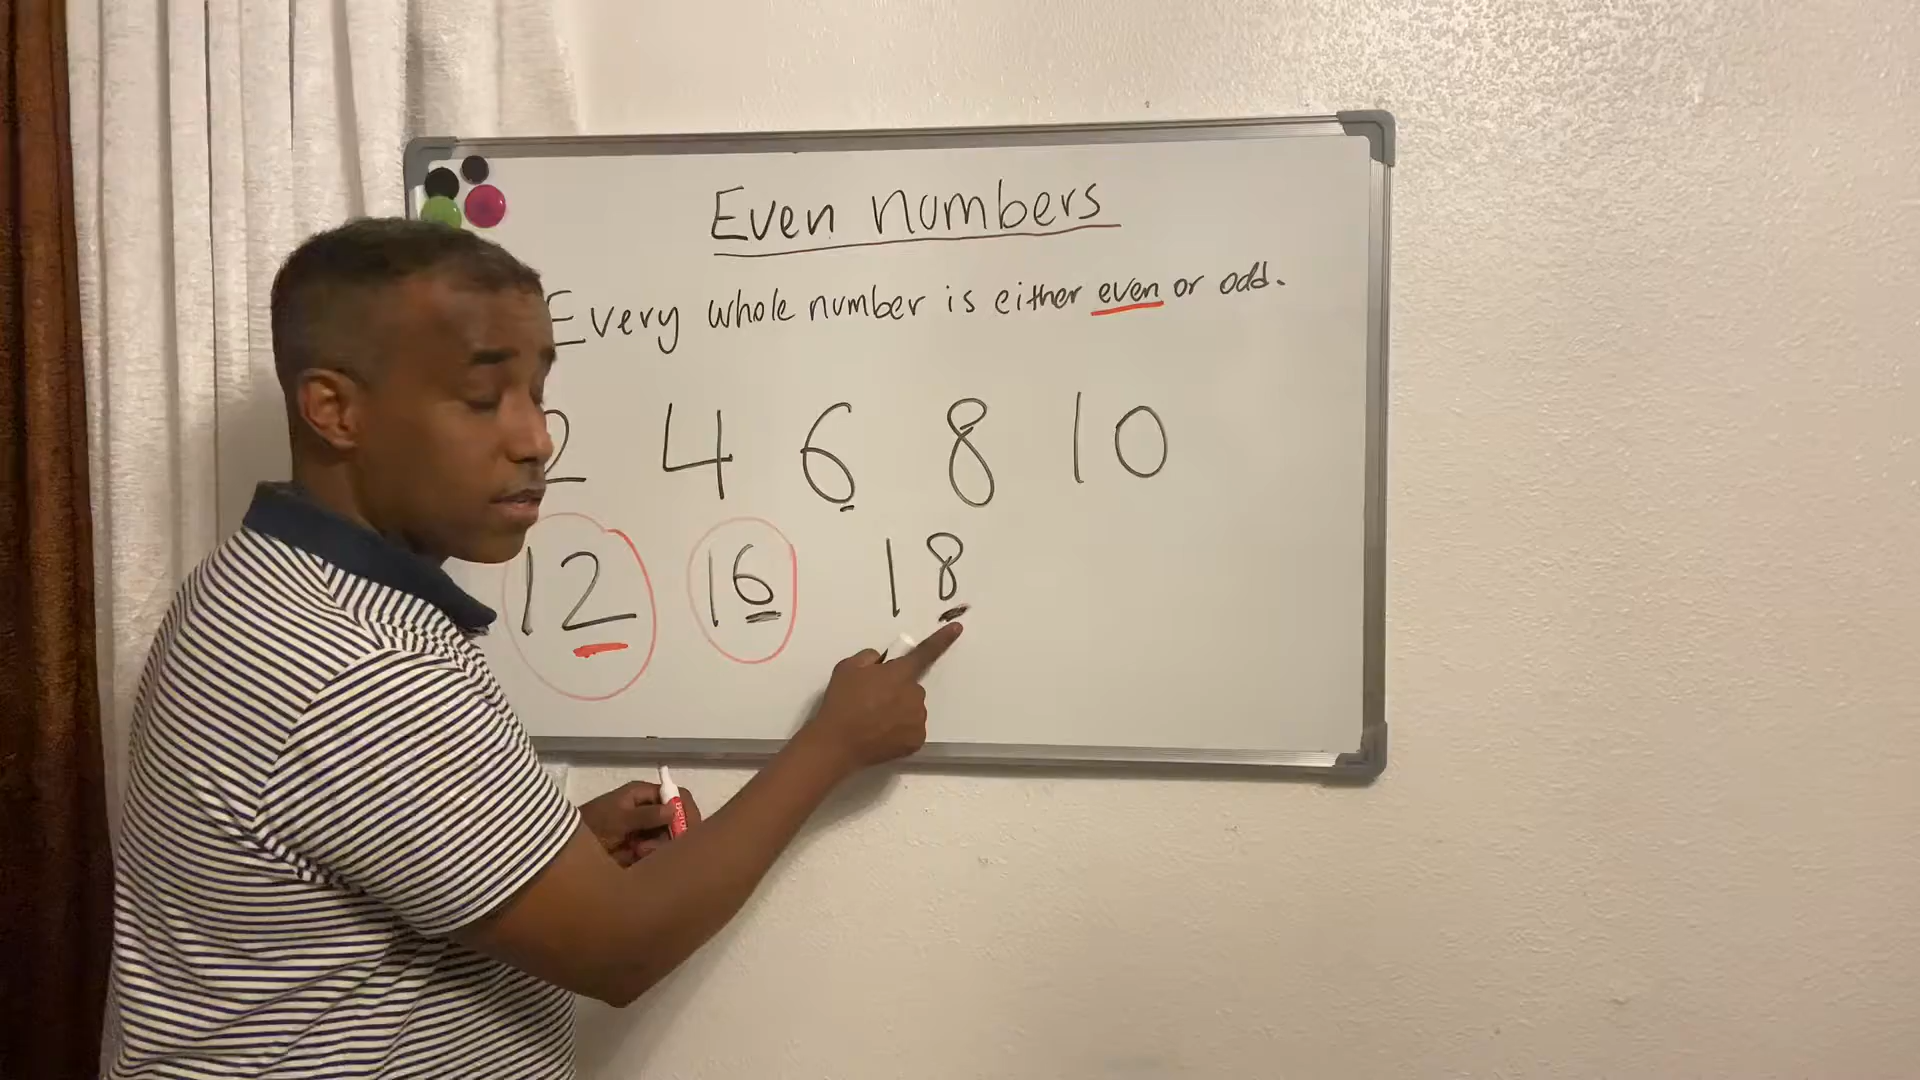 Even numbers
Every whole number is either even or odd.
2 4 6 8 10
12 16 18